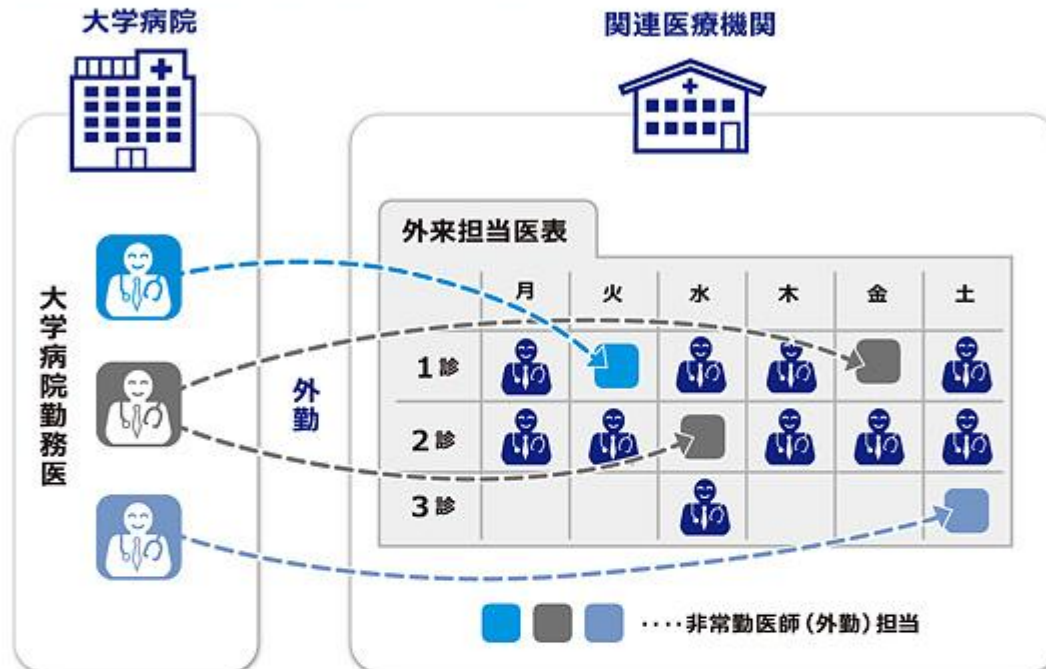 大学病院
関連医療機関
大学病院勤務医
外勤
外来担当医表
月 火 水 木 金 土
1診
2診
3診
‥‥非常勤医師（外勤）担当